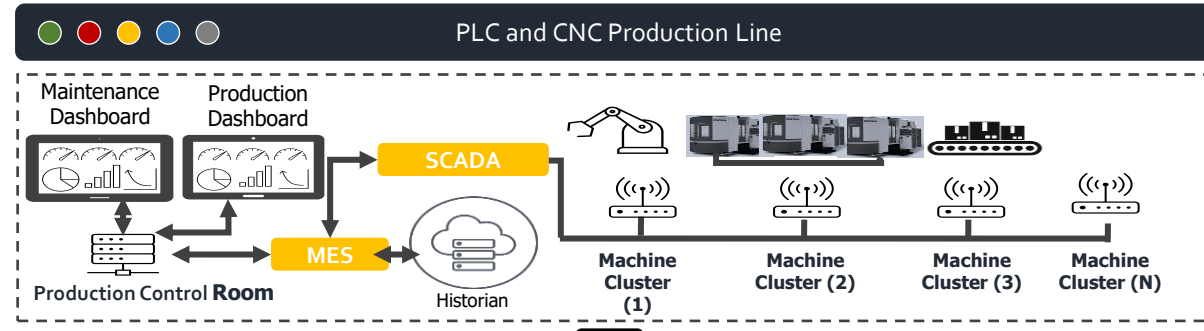 PLC and CNC Production Line
Maintenance
Dashboard
Production
Dashboard
SCADA
MES
Historian
Production Control Room
Machine
Cluster
(1)
Machine
Cluster (2)
Machine
Cluster (3)
Machine
Cluster (N)